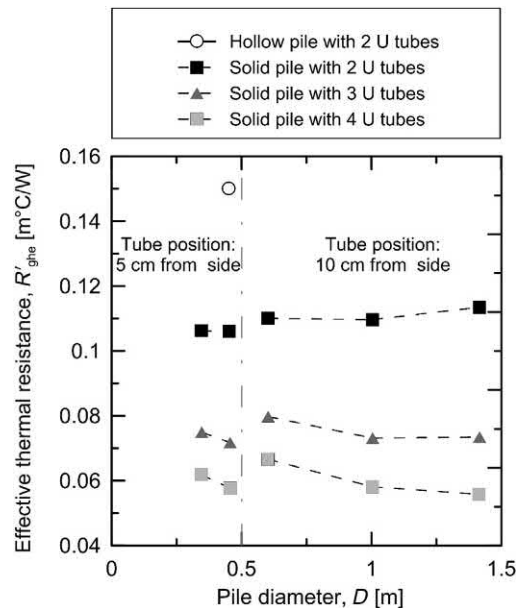 Hollow pile with 2 U tubes
Solid pile with 2 U tubes
Solid pile with 3 U tubes
Solid pile with 4 U tubes
0.16
0.14
0.12
0.1
0.08
0.06
0.04
Effective thermal resistance, R'ghe [m°C/W]
Tube position:
5 cm from side
Tube position:
10 cm from side
0
0.5
1
1.5
Pile diameter, D [m]